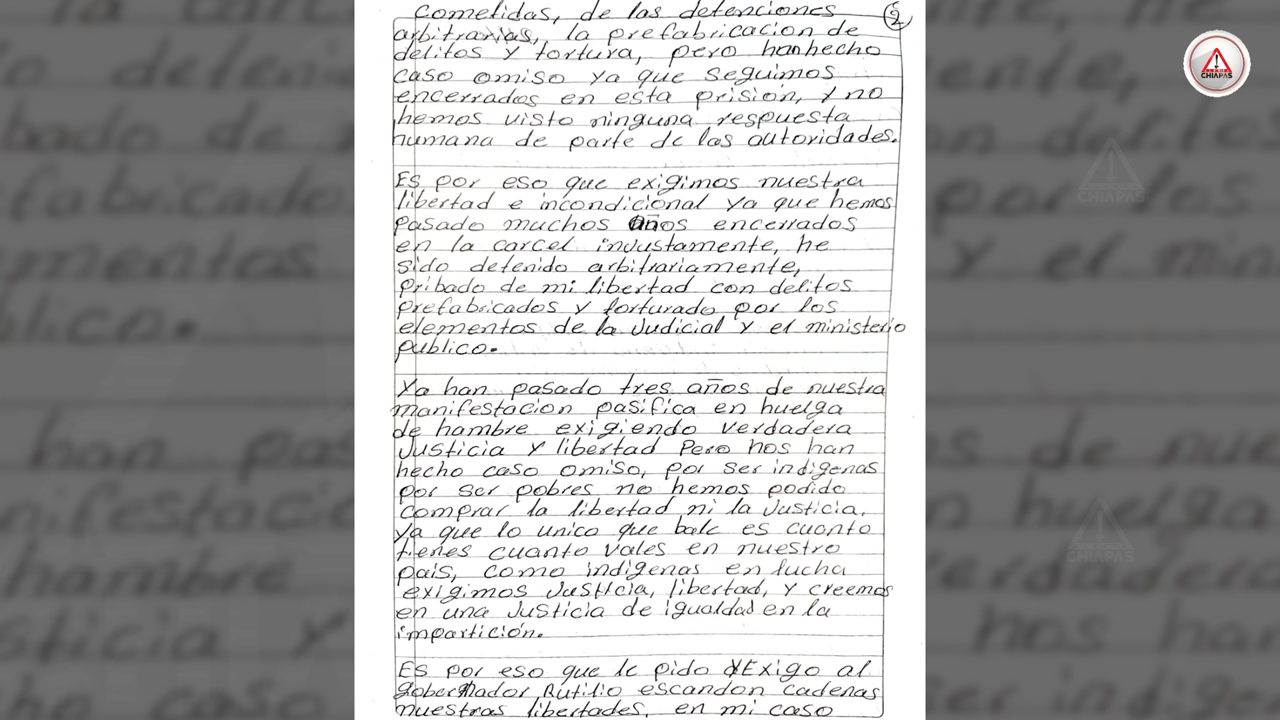 cometidas, de las detenciones
2
arbitrarias, la prefabricacion de
delitos y tortura, pero han hecho
caso omiso ya que seguimos
encerrados en esta prisión, y no
hemos visto ninguna respuesta
humana de parte de las autoridades.
Es por eso que exigimos nuestra
libertad e incondicional ya que hemos
pasado muchos años encerrados
en la carcel injustamente, he
sido detenido arbitrariamente,
pribado de mi libertad con delitos
prefabricados y torturado por los
elementos de la Judicial y el ministerio
publico.
Ya han pasado tres años de nuestra
manifestacion pasifica en huelga
de hambre exigiendo verdadera
Justicia y libertad Pero nos han
hecho caso omiso, por ser indigenas
por ser pobres no hemos podido
comprar la libertad ni la Justicia,
ya que lo unico que bale es cuanto
tienes cuanto vales en nuestro
pais, como indigenas en lucha
exigimos Justicia, libertad, y creemos
en una Justicia de igualdad en la
impartición.
Es por eso que le pido y Exigo al
gobernador, Rutilio escandon cadenas
nuestras libertades, en mi caso
CHIAPAS
CHIAPAS
CHIAPAS